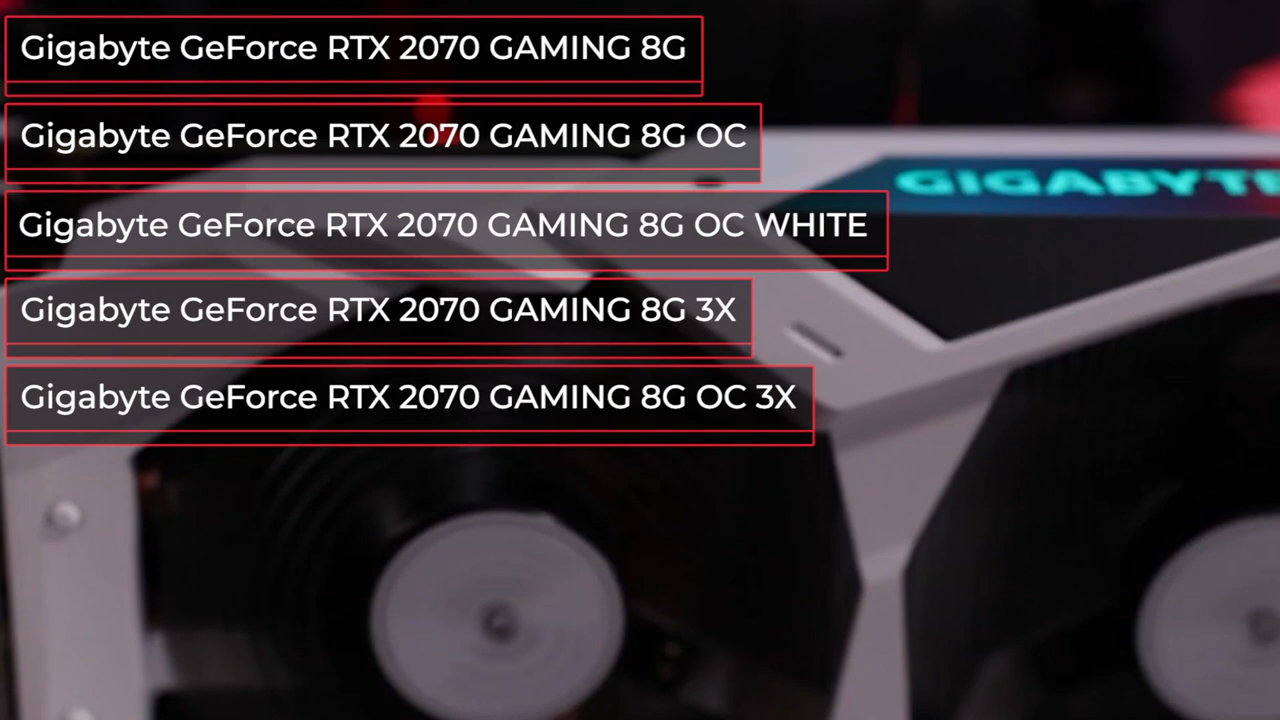 Gigabyte GeForce RTX 2070 GAMING 8G
Gigabyte GeForce RTX 2070 GAMING 8G OC
GIGABYTE
Gigabyte GeForce RTX 2070 GAMING 8G OC WHITE
Gigabyte GeForce RTX 2070 GAMING 8G 3X
Gigabyte GeForce RTX 2070 GAMING 8G OC 3X